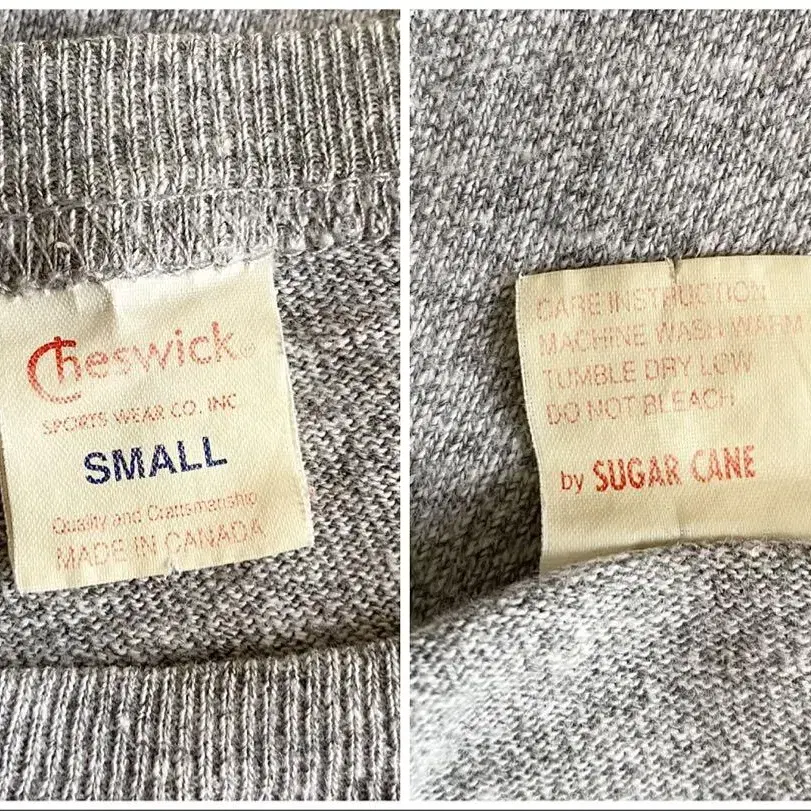 Cheswick®
SPORTS WEAR CO. INC
SMALL
Quality and Craftsmanship
MADE IN CANADA
CARE INSTRUCTION
MACHINE WASH WARM
TUMBLE DRY LOW
DO NOT BLEACH
by SUGAR CANE